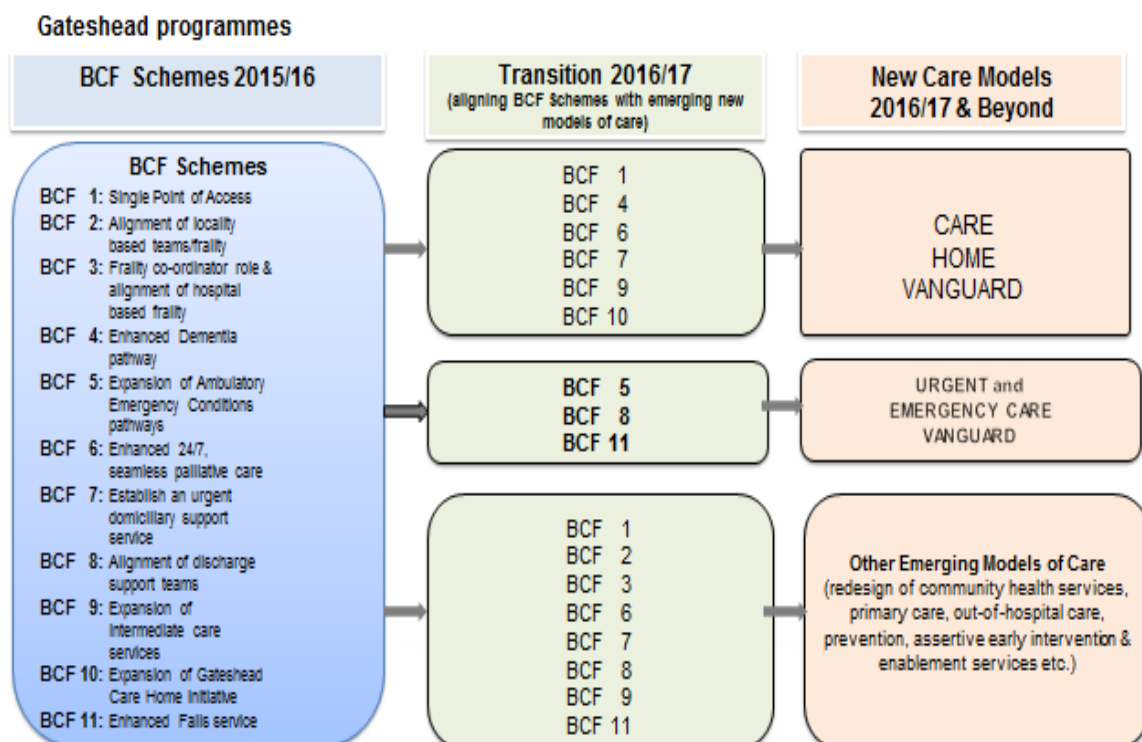 Gateshead programmes
BCF Schemes 2015/16
Transition 2016/17
(aligning BCF Schemes with emerging new
models of care)
New Care Models
2016/17 & Beyond
BCF Schemes
BCF 1: Single Point of Access
BCF 2: Alignment of locality
based teams/frailty
BCF 3: Frailty co-ordinator role &
alignment of hospital
based frailty
BCF 4: Enhanced Dementia
pathway
BCF 5: Expansion of Ambulatory
Emergency Conditions
pathways
BCF 6: Enhanced 24/7,
seamless palliative care
BCF 7: Establish an urgent
domiciliary support
service
BCF 8: Alignment of discharge
support teams
BCF 9: Expansion of
Intermediate care
services
BCF 10: Expansion of Gateshead
Care Home Initiative
BCF 11: Enhanced Falls service
BCF 1
BCF 4
BCF 6
BCF 7
BCF 9
BCF 10
CARE
HOME
VANGUARD
BCF 5
BCF 8
BCF 11
URGENT and
EMERGENCY CARE
VANGUARD
BCF 1
BCF 2
BCF 3
BCF 6
BCF 7
BCF 8
BCF 9
BCF 11
Other Emerging Models of Care
(redesign of community health services,
primary care, out-of-hospital care,
prevention, assertive early intervention &
enablement services etc.)